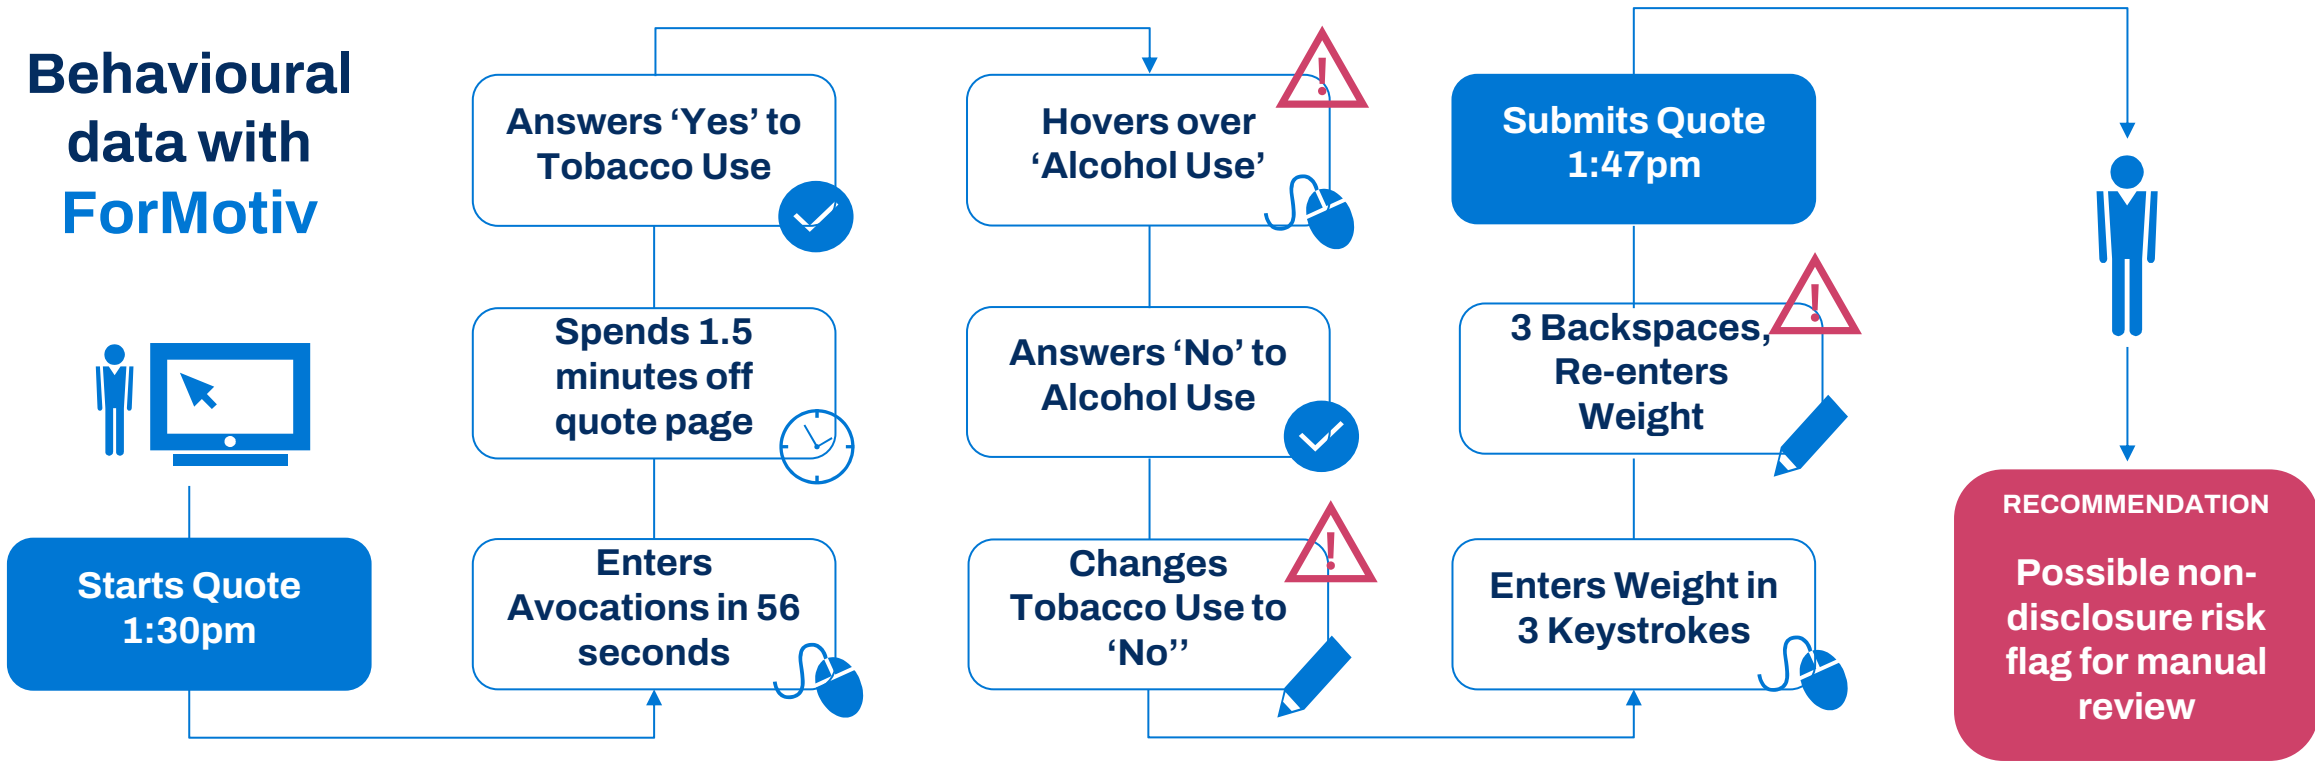 Behavioural
data with
ForMotiv
Starts Quote
1:30pm
Enters
Avocations in 56
seconds
Spends 1.5
minutes off
quote page
Answers ‘Yes’ to
Tobacco Use
Hovers over
‘Alcohol Use’
Answers ‘No’ to
Alcohol Use
Changes
Tobacco Use to
‘No’’
Enters Weight in
3 Keystrokes
3 Backspaces,
Re-enters
Weight
Submits Quote
1:47pm
RECOMMENDATION
Possible non-
disclosure risk
flag for manual
review